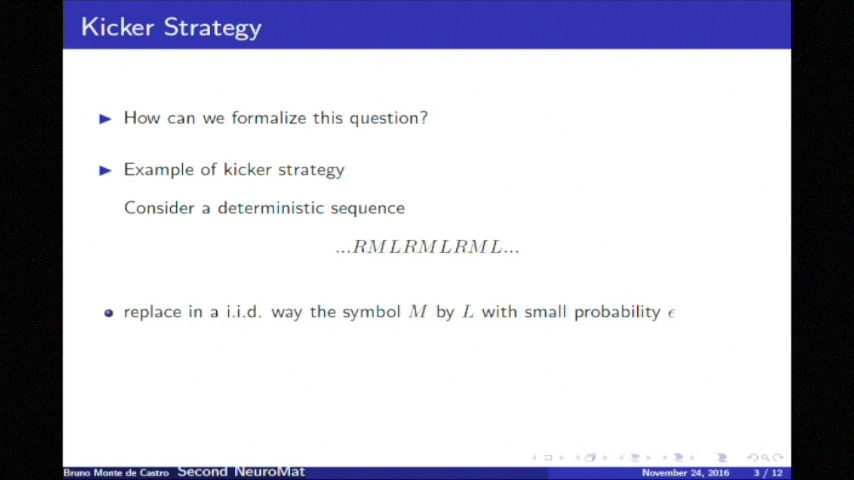 Kicker Strategy
How can we formalize this question?
Example of kicker strategy
Consider a deterministic sequence
...RMLRMLRML...
replace in a i.i.d. way the symbol M by L with small probability ϵ
Bruno Monte de Castro Second NeuroMat November 24, 2016 3 / 12